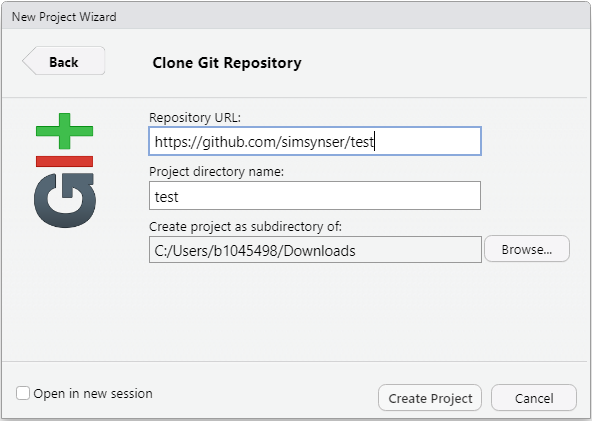 New Project Wizard
Back
Clone Git Repository
Repository URL:
https://github.com/simsynser/test
Project directory name:
test
Create project as subdirectory of:
C:/Users/b1045498/Downloads
Browse...
GIt
Open in new session
Create Project
Cancel